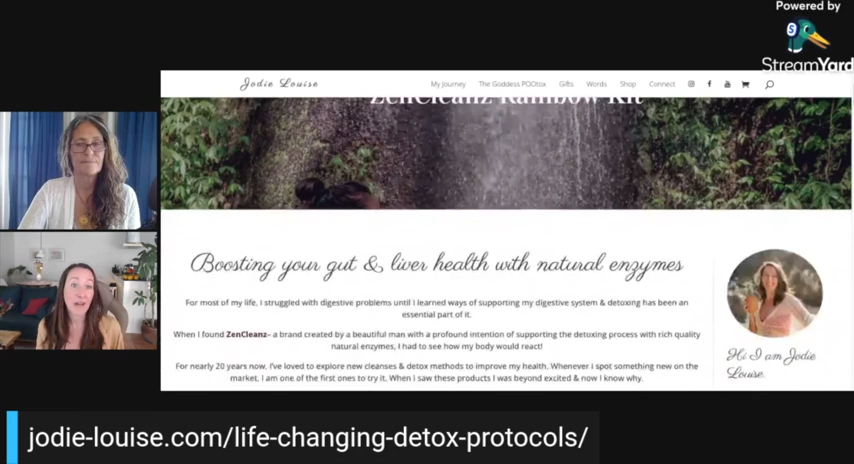 Powered by
StreamYard
Jodie Louise
My Journey The Goddess POOtox Gifts Words Shop Connect
ZenCleanz Rainbow Kit
Boosting your gut & liver health with natural enzymes
For most of my life, I struggled with digestive problems until I learned ways of supporting my digestive system & detoxing has been an
essential part of it.
When I found ZenCleanz– a brand created by a beautiful man with a profound intention of supporting the detoxing process with rich quality
natural enzymes, I had to see how my body would react!
For nearly 20 years now, I've loved to explore new cleanses & detox methods to improve my health. Whenever i spot something new on the
market, I am one of the first ones to try it. When I saw these products I was beyond excited & now I know why.
Hi I am Jodie
Louise.
jodie-louise.com/life-changing-detox-protocols/